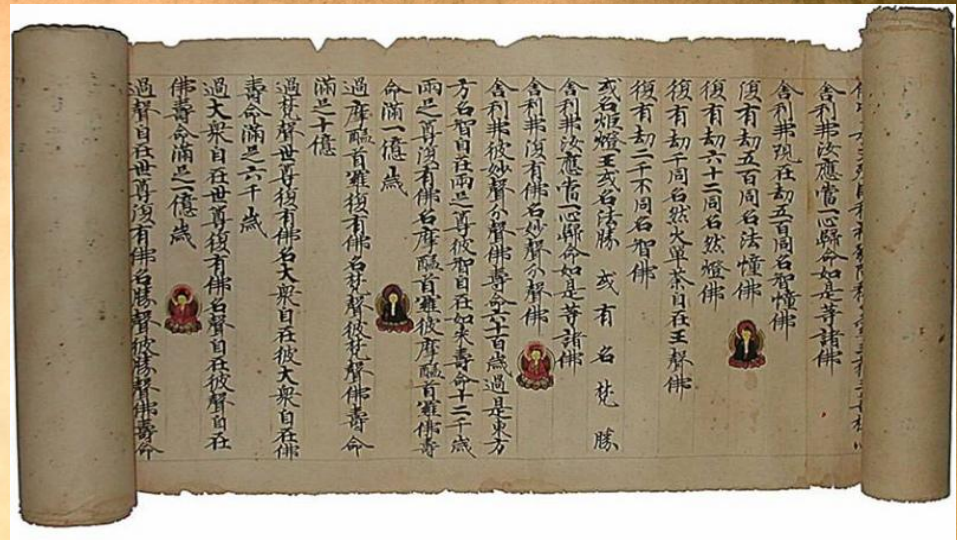 舍利弗汝應當一心歸命如是等諸佛
舍利弗現在劫五百同名智幢佛
復有劫五百同名法幢佛
復有劫六十二同名然燈佛
復有劫千同名然火單荼自在王聲佛
復有劫二千不同名智佛
或名炬燈王或名法勝或有名梵勝
舍利弗汝應當一心歸命如是等諸佛
舍利弗復有佛名妙聲分聲佛
舍利弗彼妙聲分聲佛壽命六十百歲過是東方
方名智自在兩足尊彼智自在如來壽命十二千歲
兩足尊復有佛名摩醯首羅彼摩醯首羅佛壽
命滿一億歲
過摩醯首羅復有佛名梵聲彼梵聲佛壽命
滿足十億
過梵聲世尊復有佛名大衆自在彼大衆自在佛
壽命滿足六千歲
過大衆自在世尊復有佛名聲自在彼聲自在
佛壽命滿足一億歲
過聲自在世尊復有佛名勝聲彼勝聲佛壽命